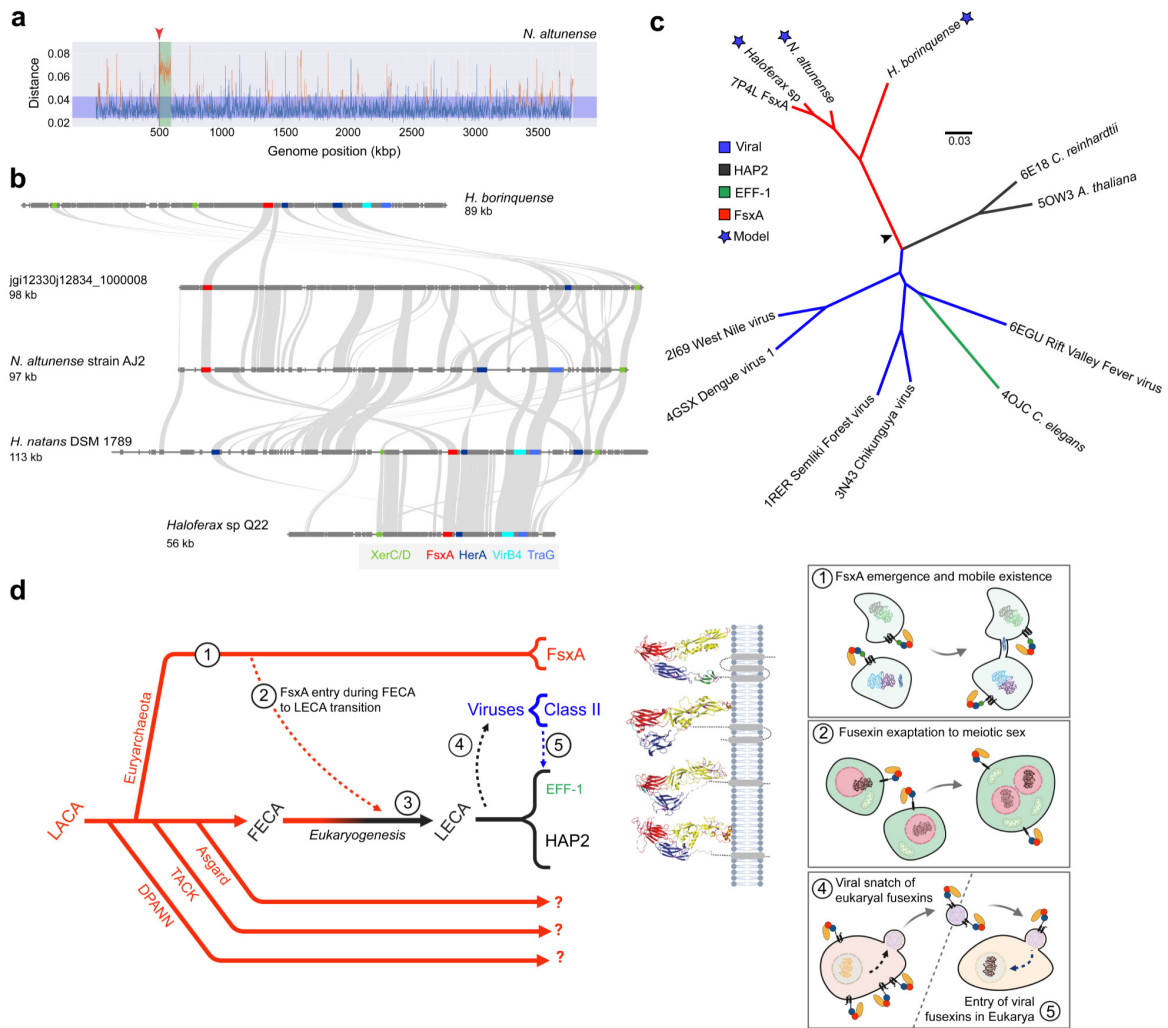 a
N. altunense
Distance
0.08
0.06
0.04
0.02
500
1000
1500
2000
2500
3000
3500
Genome position (kbp)
b
H. borinquense
89 kb
jgi12330j12834_1000008
98 kb
N. altunense strain AJ2
97 kb
H. natans DSM 1789
113 kb
Haloferax sp Q22
56 kb
XerC/D FsxA HerA VirB4 TraG
c
Haloferax sp
N. altunense
H. borinquense
7P4L FsxA
0.03
Viral
HAP2
EFF-1
FsxA
Model
6E18 C. reinhardtii
5OW3 A. thaliana
2I69 West Nile virus
4GSX Dengue virus 1
1RER Semliki Forest virus
3N43 Chikungunya virus
4OJC C. elegans
6EGU Rift Valley Fever virus
d
LACA
Euryarchaeota
1
FsxA
2
FsxA entry during FECA
to LECA transition
FECA
Eukaryogenesis
3
LECA
4
Viruses
Class II
5
EFF-1
HAP2
Asgard
TACK
DPANN
?
?
?
1 FsxA emergence and mobile existence
2 Fusexin exaptation to meiotic sex
4 Viral snatch of
eukaryal fusexins
Entry of viral
fusexins in Eukarya 5